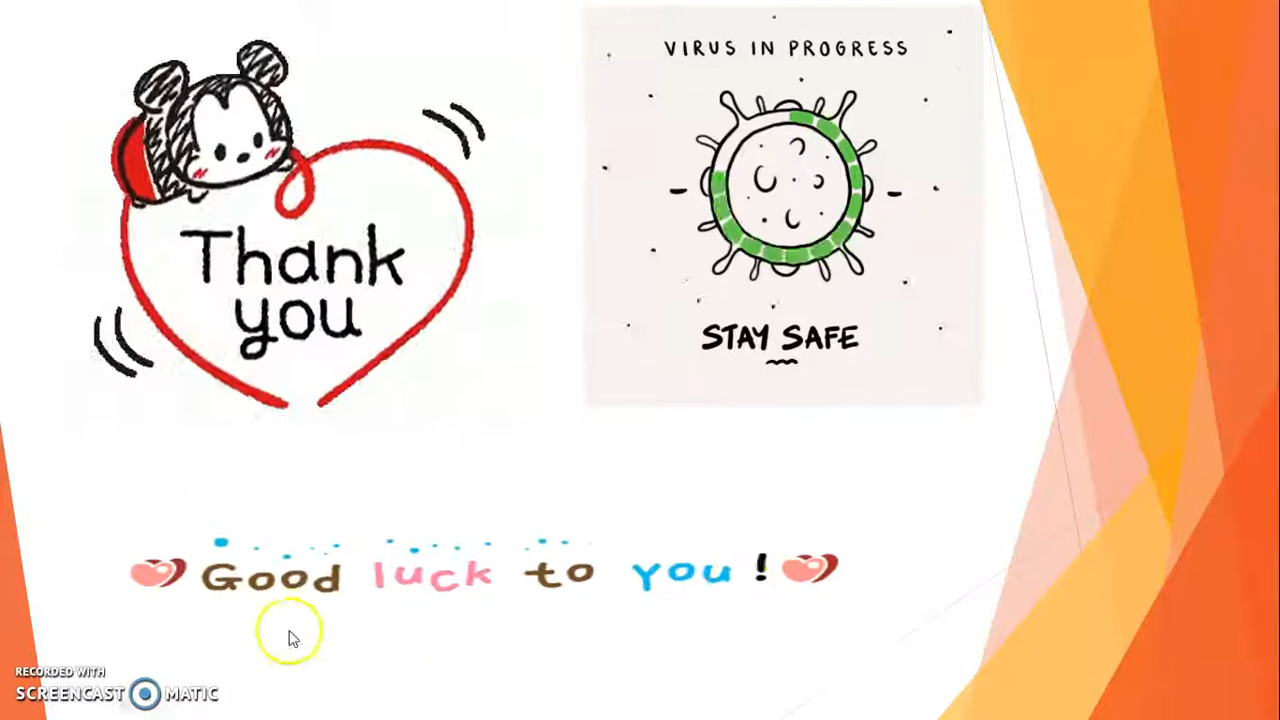 Thank
you
VIRUS IN PROGRESS
STAY SAFE
Good luck to you !
RECORDED WITH
SCREENCAST MATIC